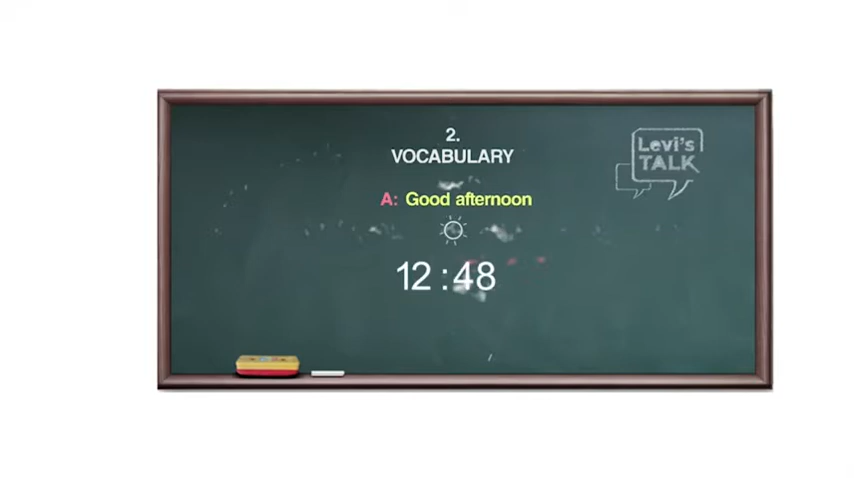 2.
VOCABULARY
Levi's
TALK
A: Good afternoon
12 :48